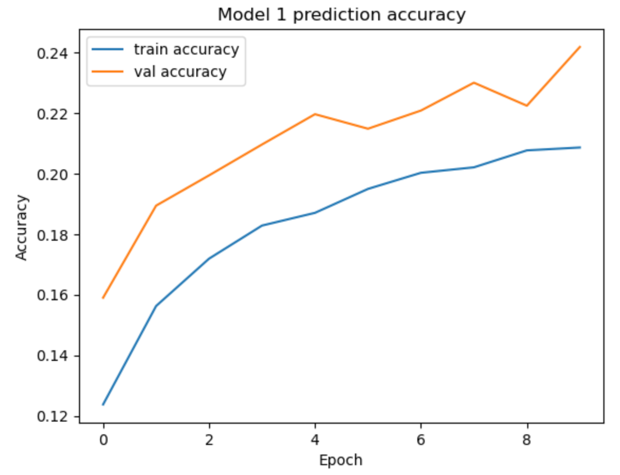 Model 1 prediction accuracy
train accuracy
val accuracy
0.24
0.22
0.20
0.18
0.16
0.14
0.12
Accuracy
0 2 4 6 8
Epoch